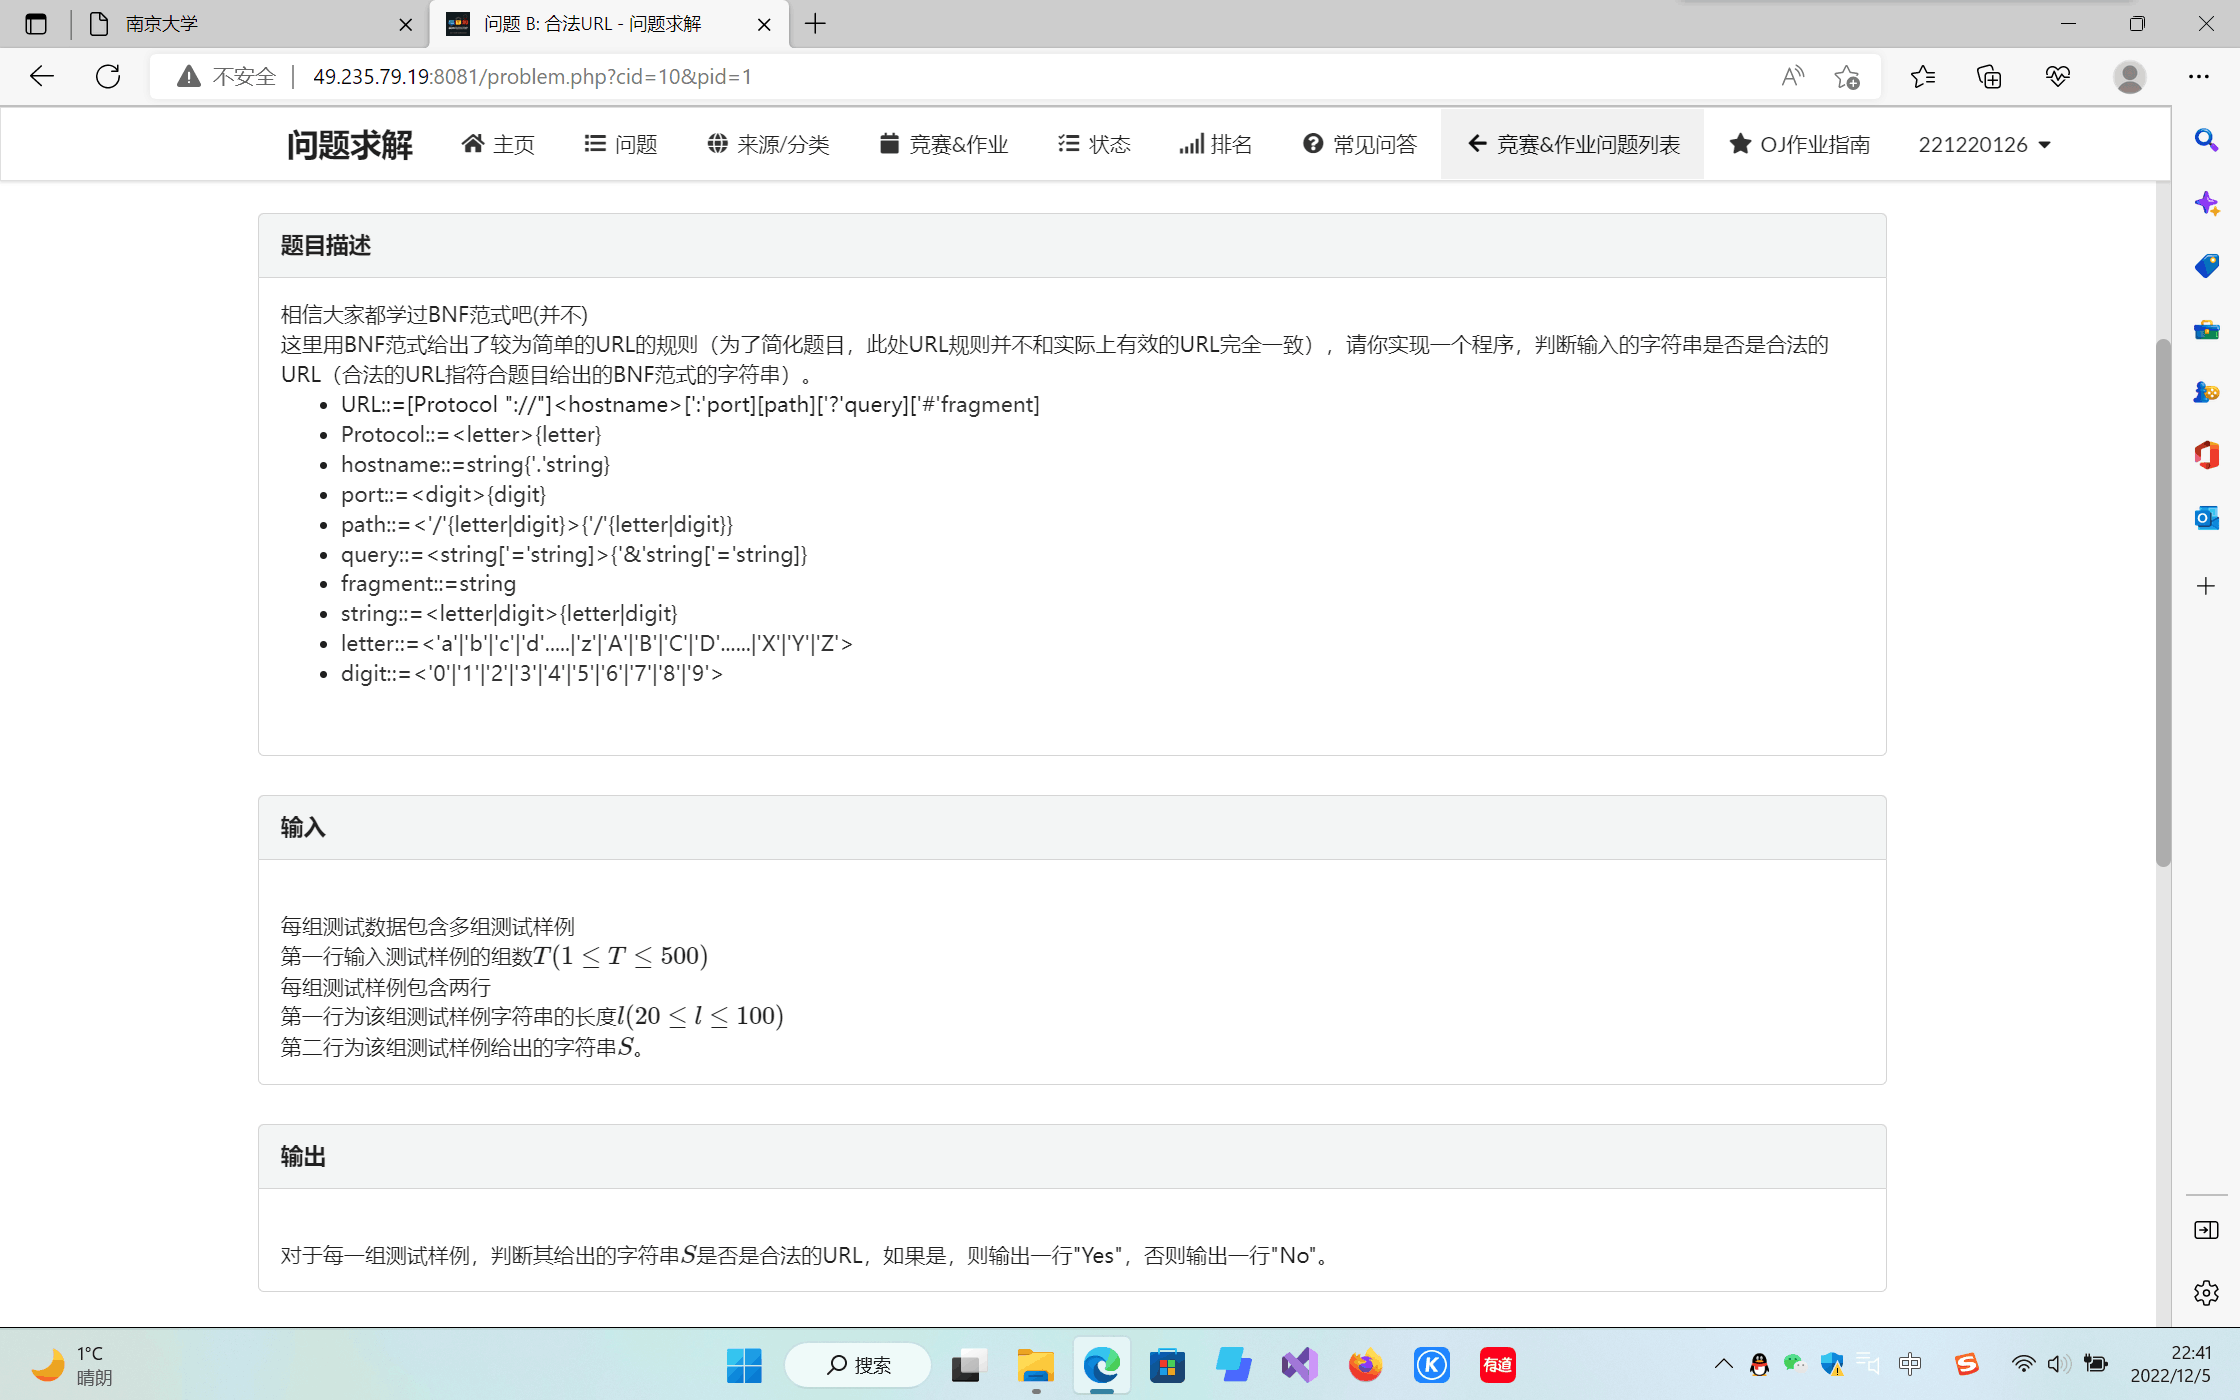 南京大学
问题 B: 合法URL - 问题求解
不安全 49.235.79.19:8081/problem.php?cid=10&pid=1
问题求解 主页 问题 来源/分类 竞赛&作业 状态 排名 常见问答 竞赛&作业问题列表 OJ作业指南 221220126
题目描述
相信大家都学过BNF范式吧(并不)
这里用BNF范式给出了较为简单的URL的规则（为了简化题目，此处URL规则并不和实际上有效的URL完全一致），请你实现一个程序，判断输入的字符串是否是合法的
URL（合法的URL指符合题目给出的BNF范式的字符串）。
• URL::=[Protocol "://"]<hostname>[':'port][path]['?'query]['#'fragment]
• Protocol::=<letter>{letter}
• hostname::=string{'.'string}
• port::=<digit>{digit}
• path::=<'/'{letter|digit}>{'/'{letter|digit}}
• query::=<string['='string]>{'&'string['='string]}
• fragment::=string
• string::=<letter|digit>{letter|digit}
• letter::=<'a'|'b'|'c'|'d'.....|'z'|'A'|'B'|'C'|'D'......|'X'|'Y'|'Z'>
• digit::=<'0'|'1'|'2'|'3'|'4'|'5'|'6'|'7'|'8'|'9'>
输入
每组测试数据包含多组测试样例
第一行输入测试样例的组数T(1 ≤ T ≤ 500)
每组测试样例包含两行
第一行为该组测试样例字符串的长度l(20 ≤ l ≤ 100)
第二行为该组测试样例给出的字符串S。
输出
对于每一组测试样例，判断其给出的字符串S是否是合法的URL，如果是，则输出一行"Yes"，否则输出一行"No"。
1°C
晴朗
搜索
有道
中
22:41
2022/12/5